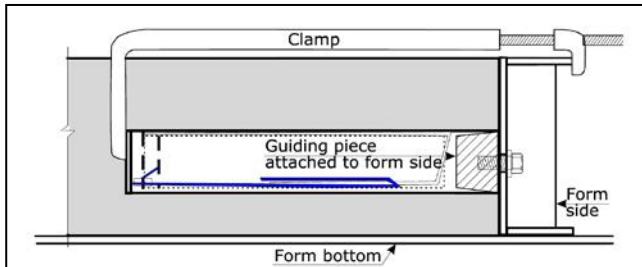 Clamp
Guiding piece
attached to form side
Form
side
Form bottom